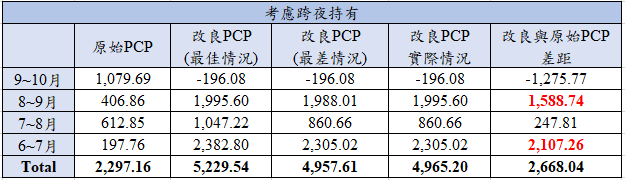 考慮跨夜持有
原始PCP 改良PCP (最佳情況) 改良PCP (最差情況) 改良PCP 實際情況 改良與原始PCP 差距
9~10月 1,079.69 -196.08 -196.08 -196.08 -1,275.77
8~9月 406.86 1,995.60 1,988.01 1,995.60 1,588.74
7~8月 612.85 1,047.22 860.66 860.66 247.81
6~7月 197.76 2,382.80 2,305.02 2,305.02 2,107.26
Total 2,297.16 5,229.54 4,957.61 4,965.20 2,668.04